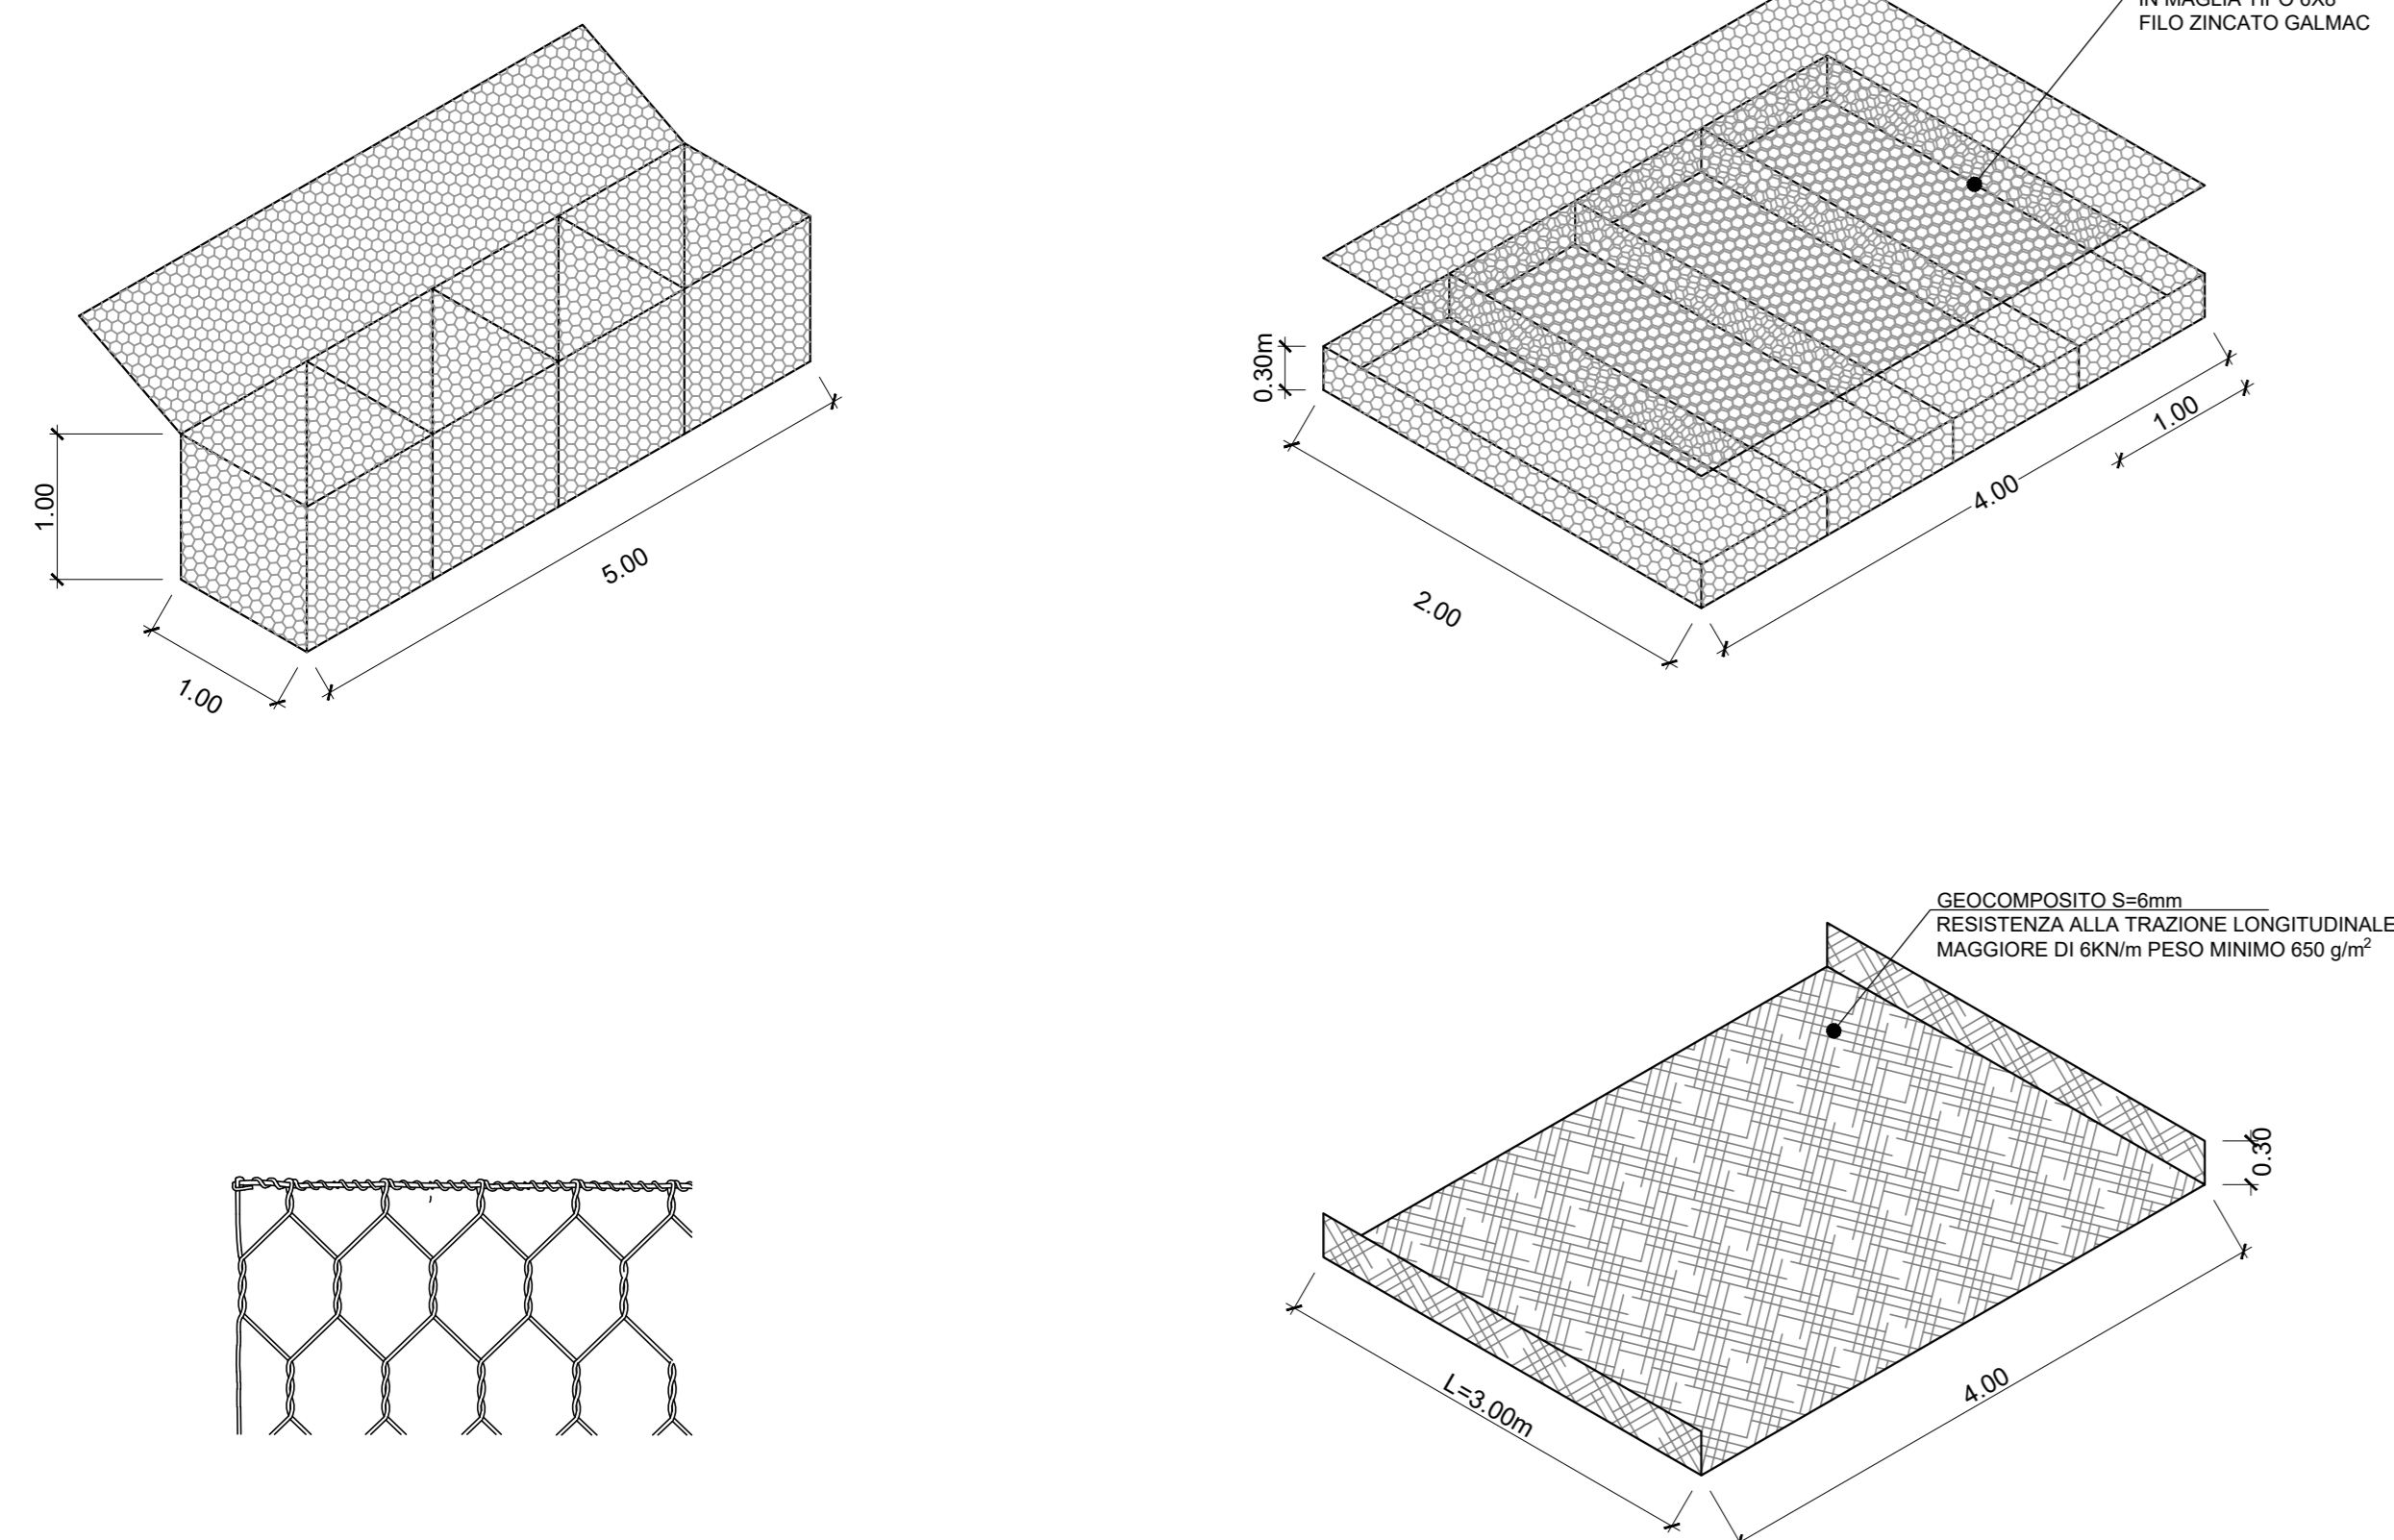 FILO ZINCATO GALMAC
0.30m
1.00
4.00
2.00
1.00
5.00
1.00
GEOCOMPOSITO S=6mm
RESISTENZA ALLA TRAZIONE LONGITUDINALE
MAGGIORE DI 6KN/m PESO MINIMO 650 g/m²
0.30
L=3.00m
4.00